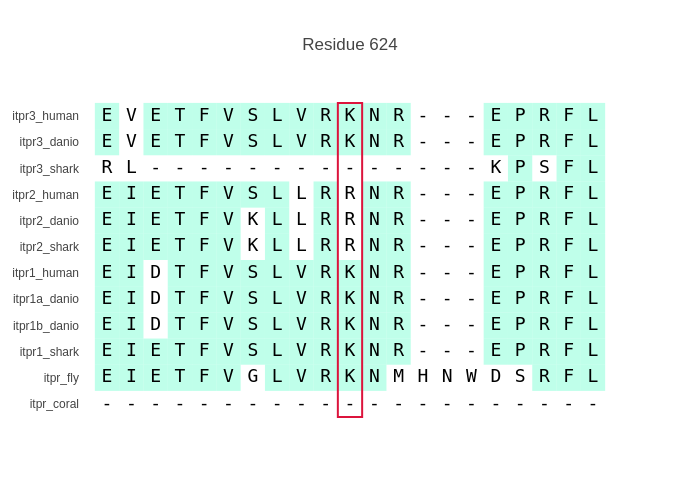 Residue 624
itpr3_human E V E T F V S L V R K N R - - - E P R F L
itpr3_danio E V E T F V S L V R K N R - - - E P R F L
itpr3_shark R L - - - - - - - - - - - - - - K P S F L
itpr2_human E I E T F V S L L R R N R - - - E P R F L
itpr2_danio E I E T F V K L L R R N R - - - E P R F L
itpr2_shark E I E T F V K L L R R N R - - - E P R F L
itpr1_human E I D T F V S L V R K N R - - - E P R F L
itpr1a_danio E I D T F V S L V R K N R - - - E P R F L
itpr1b_danio E I D T F V S L V R K N R - - - E P R F L
itpr1_shark E I E T F V S L V R K N R - - - E P R F L
itpr_fly E I E T F V G L V R K N M H N W D S R F L
itpr_coral - - - - - - - - - - - - - - - - - - - - -